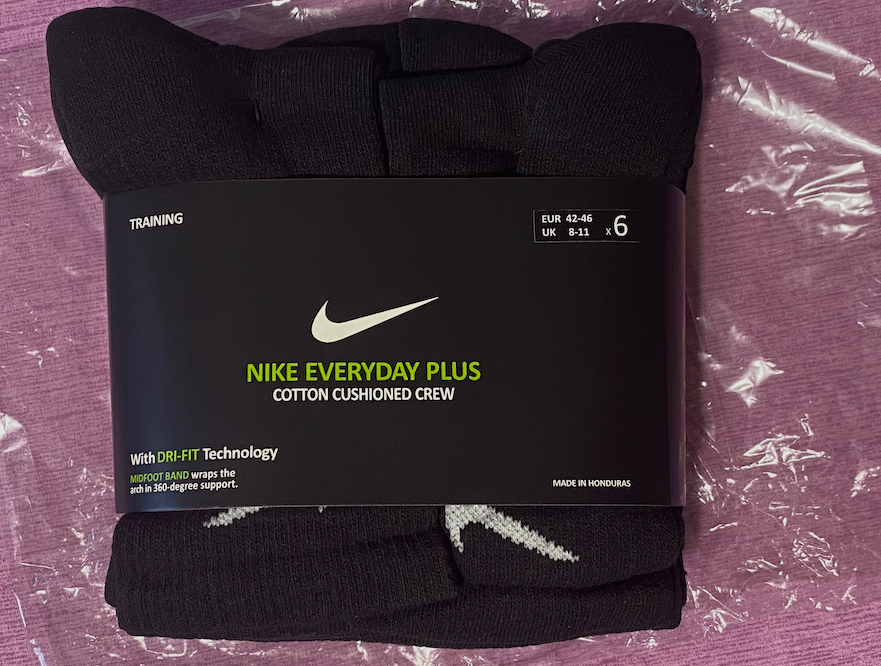 TRAINING
EUR 42-46
UK 8-11 x 6
NIKE EVERYDAY PLUS
COTTON CUSHIONED CREW
With DRI-FIT Technology
MIDFOOT BAND wraps the
arch in 360-degree support.
MADE IN HONDURAS